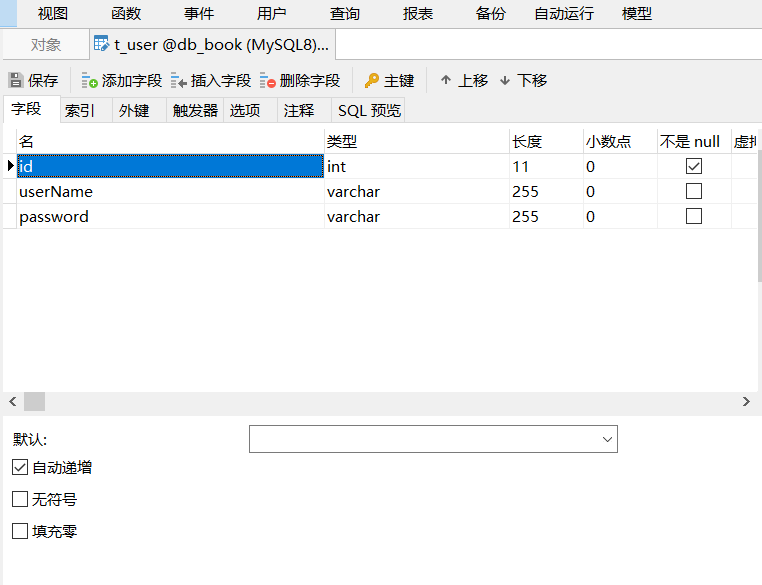 视图 函数 事件 用户 查询 报表 备份 自动运行 模型
对象 t_user @db_book (MySQL8)...
保存 添加字段 插入字段 删除字段 主键 上移 下移
字段 索引 外键 触发器 选项 注释 SQL 预览
名 类型 长度 小数点 不是 null 虚拟
id int 11 0
userName varchar 255 0
password varchar 255 0
默认:
自动递增
无符号
填充零